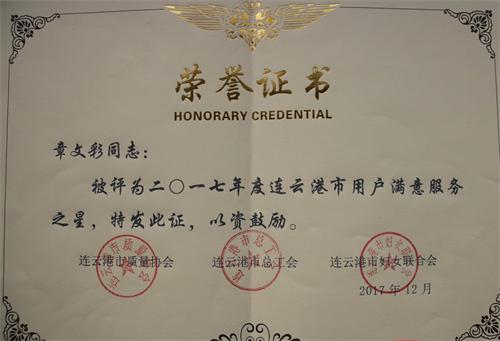 荣誉证书
HONORARY CREDENTIAL
章文彩同志：
被评为二〇一七年度连云港市用户满意服务
之星，特发此证，以资鼓励。
连云港市质量协会 连云港市总工会 连云港市妇女联合会
2017年12月